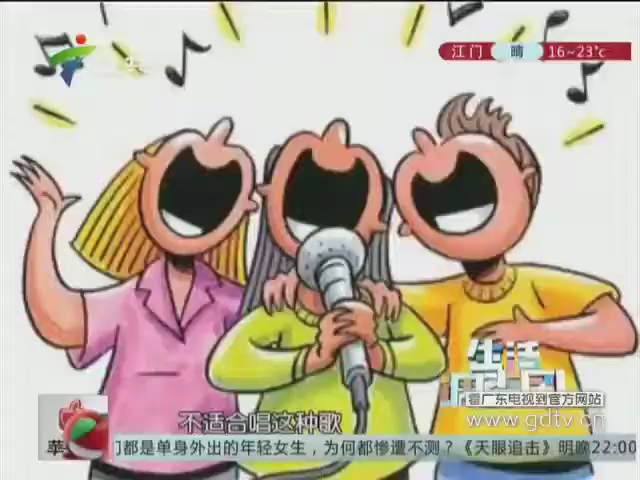 江门 晴 16~23℃
生活
看广东电视到官方网站
www.gdtv.cn
不适合唱这种歌
们都是单身外出的年轻女生，为何都惨遭不测？《天眼追击》明晚22:00